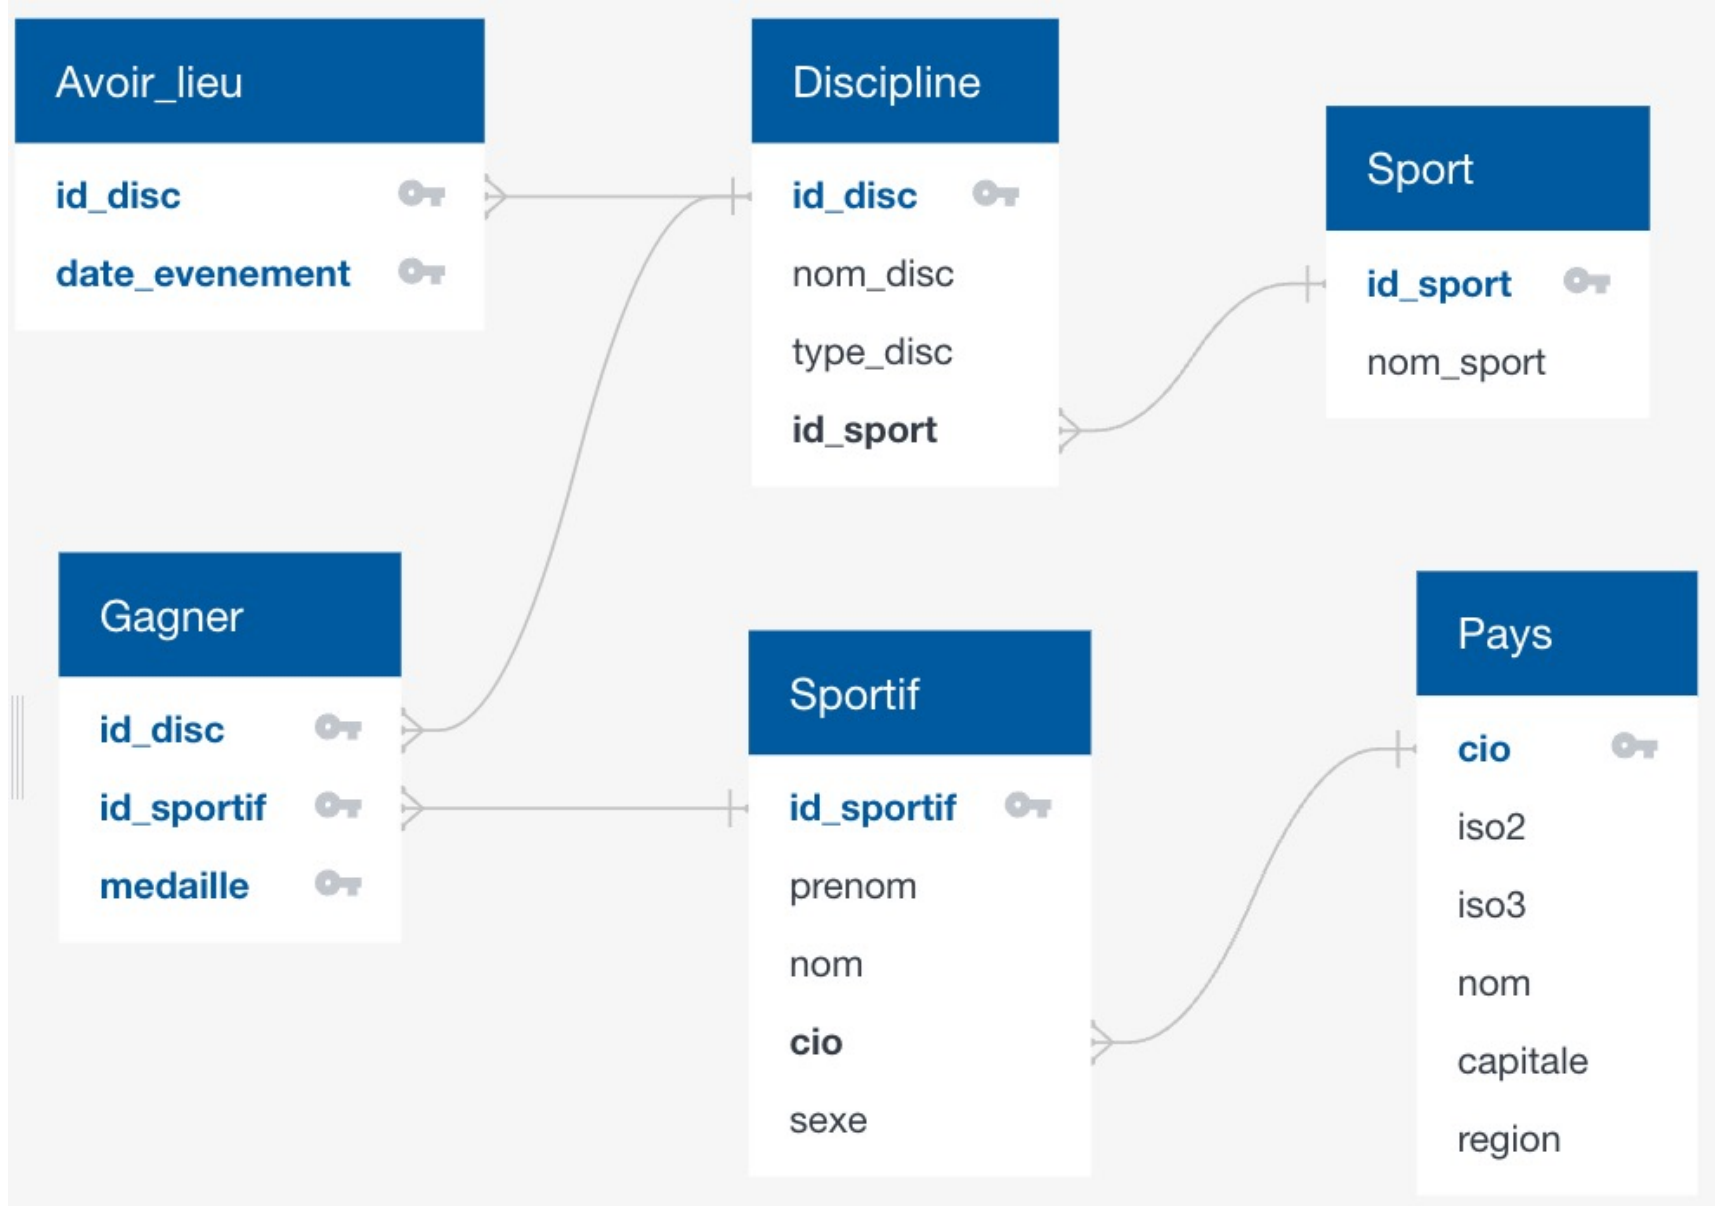 Avoir_lieu
id_disc
date_evenement
Discipline
id_disc
nom_disc
type_disc
id_sport
Sport
id_sport
nom_sport
Gagner
id_disc
id_sportif
medaille
Sportif
id_sportif
prenom
nom
cio
sexe
Pays
cio
iso2
iso3
nom
capitale
region